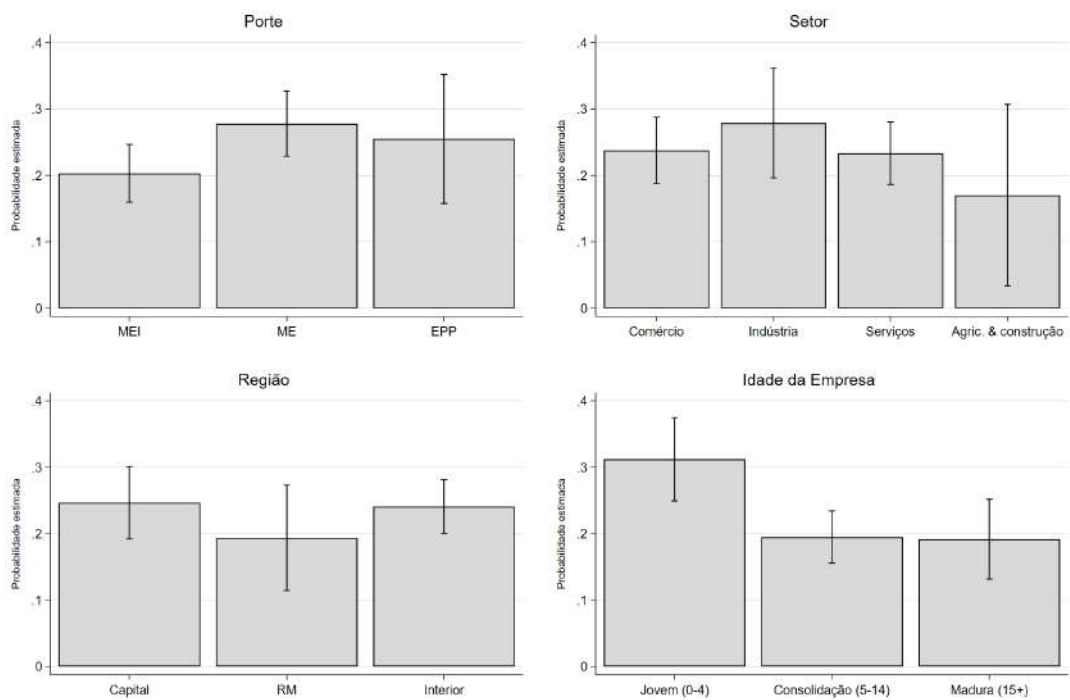 Porte
Probabilidade estimada
.4
.3
.2
.1
0
MEI ME EPP
Setor
Probabilidade estimada
.4
.3
.2
.1
0
Comércio Indústria Serviços Agric. & construção
Região
Probabilidade estimada
.4
.3
.2
.1
0
Capital RM Interior
Idade da Empresa
Probabilidade estimada
.4
.3
.2
.1
0
Jovem (0-4) Consolidação (5-14) Madura (15+)